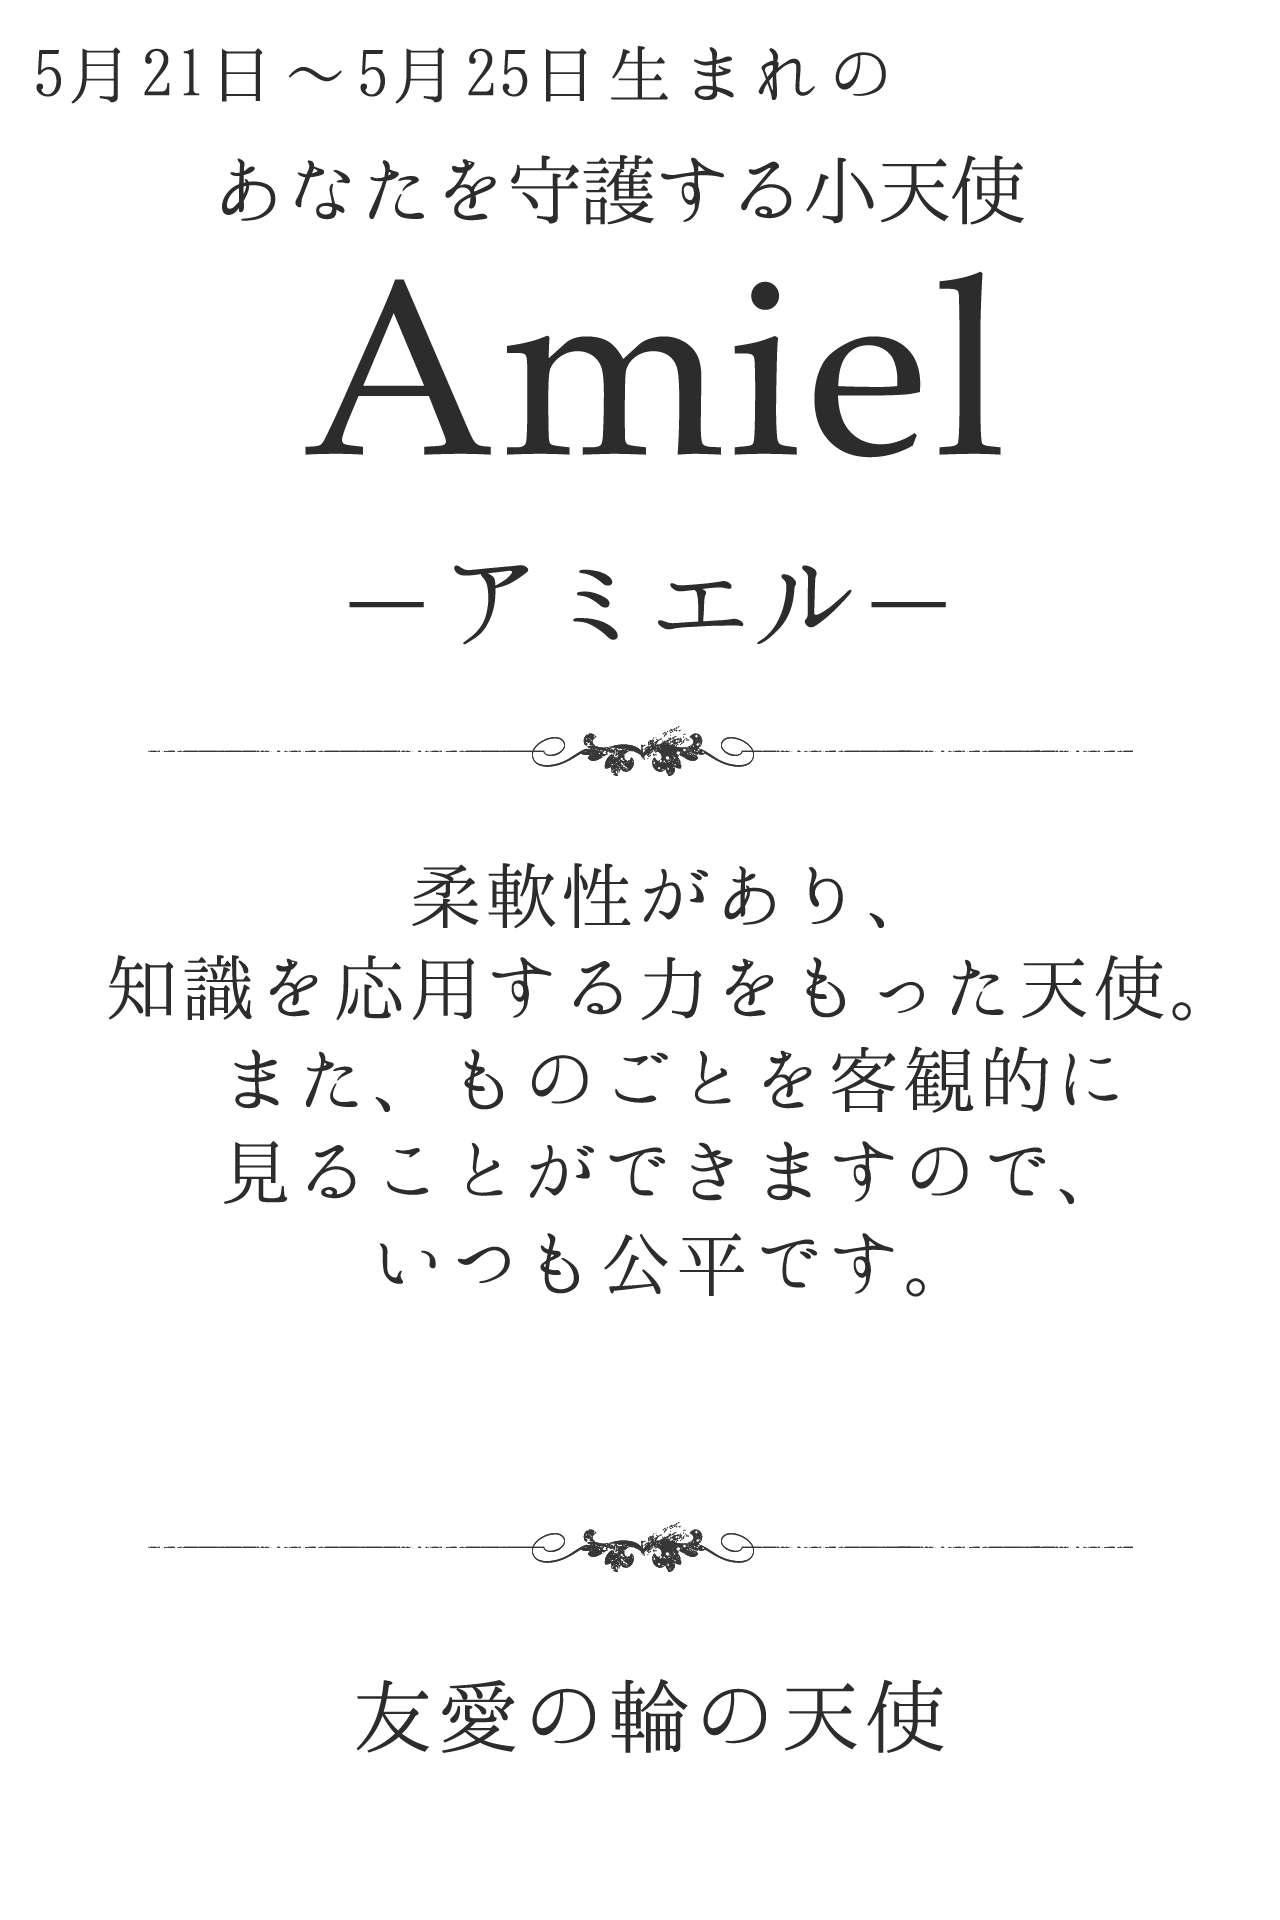 5月21日～5月25日生まれの
あなたを守護する小天使
Amiel
―アミエル―
柔軟性があり、
知識を応用する力をもった天使。
また、ものごとを客観的に
見ることができますので、
いつも公平です。
友愛の輪の天使